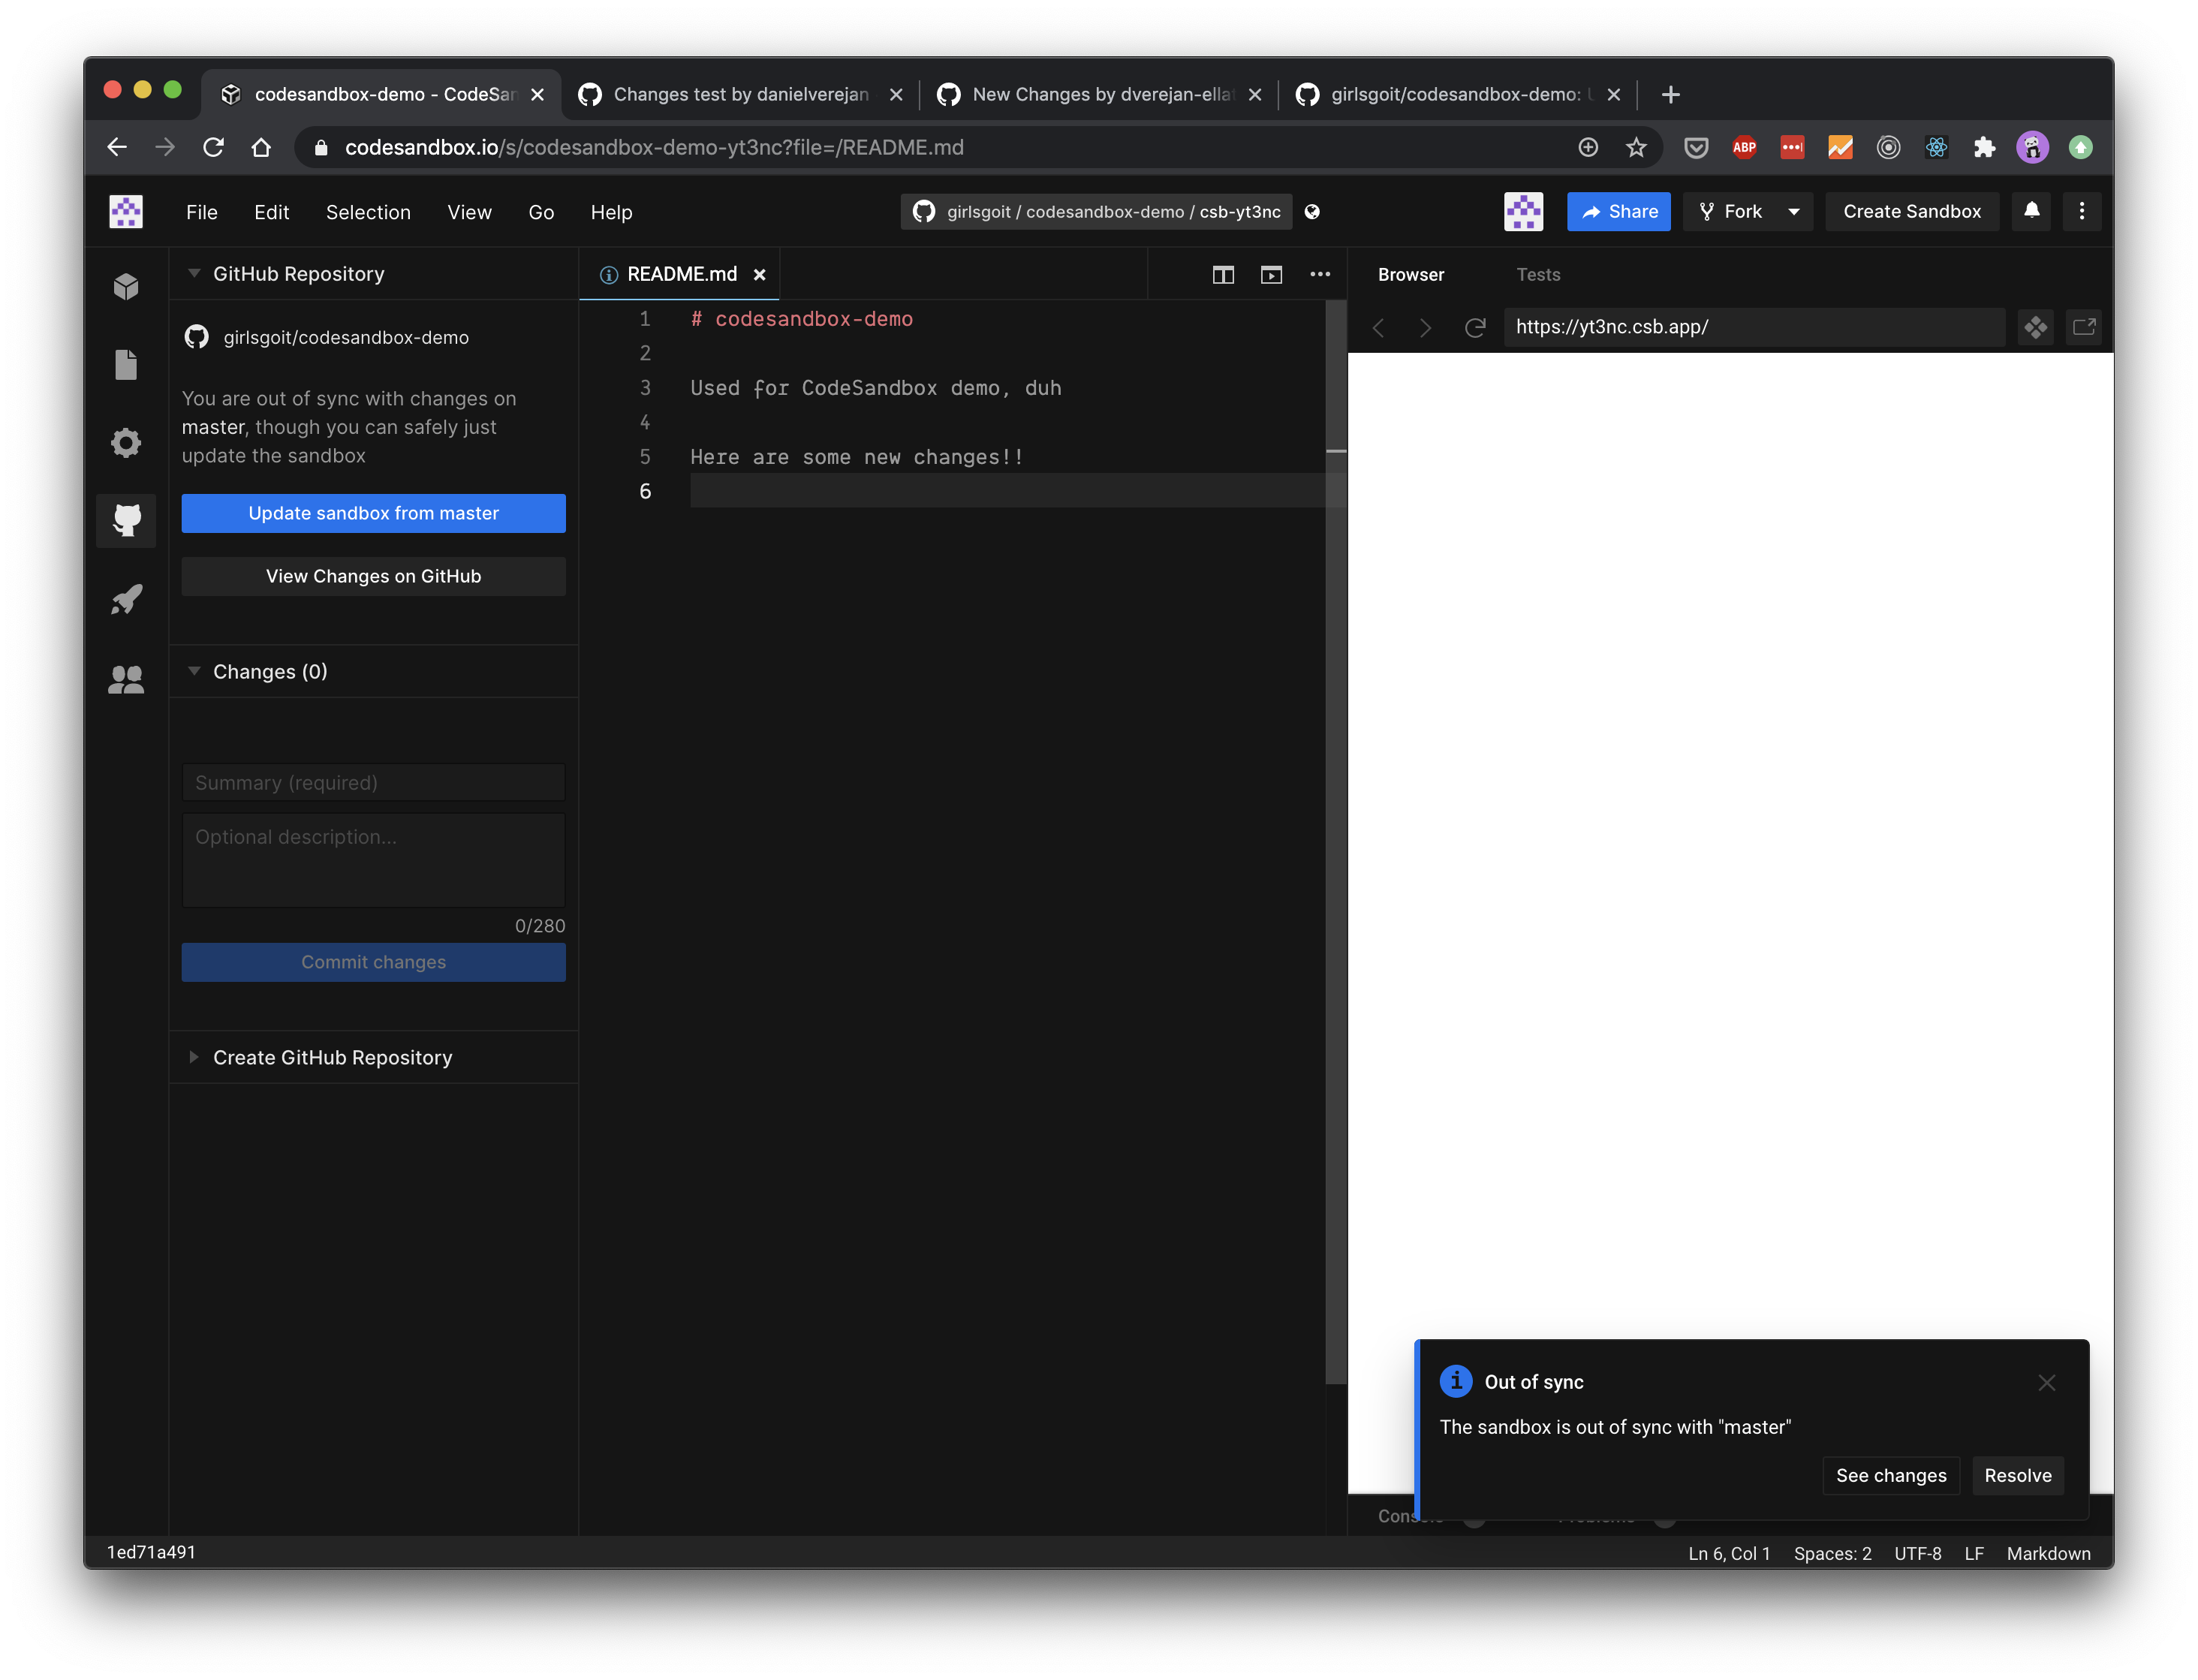 codesandbox-demo - CodeSan
Changes test by danielverejan
New Changes by dverejan-ellat
girlsgoit/codesandbox-demo: U
codesandbox.io/s/codesandbox-demo-yt3nc?file=/README.md
ABP
File Edit Selection View Go Help
girlsgoit / codesandbox-demo / csb-yt3nc
Share
Fork
Create Sandbox
GitHub Repository
girlsgoit/codesandbox-demo
You are out of sync with changes on
master, though you can safely just
update the sandbox
Update sandbox from master
View Changes on GitHub
Changes (0)
Summary (required)
Optional description...
0/280
Commit changes
Create GitHub Repository
README.md
1 # codesandbox-demo
2
3 Used for CodeSandbox demo, duh
4
5 Here are some new changes!!
6
Browser Tests
https://yt3nc.csb.app/
Out of sync
The sandbox is out of sync with "master"
See changes Resolve
Console Problems
1ed71a491
Ln 6, Col 1 Spaces: 2 UTF-8 LF Markdown